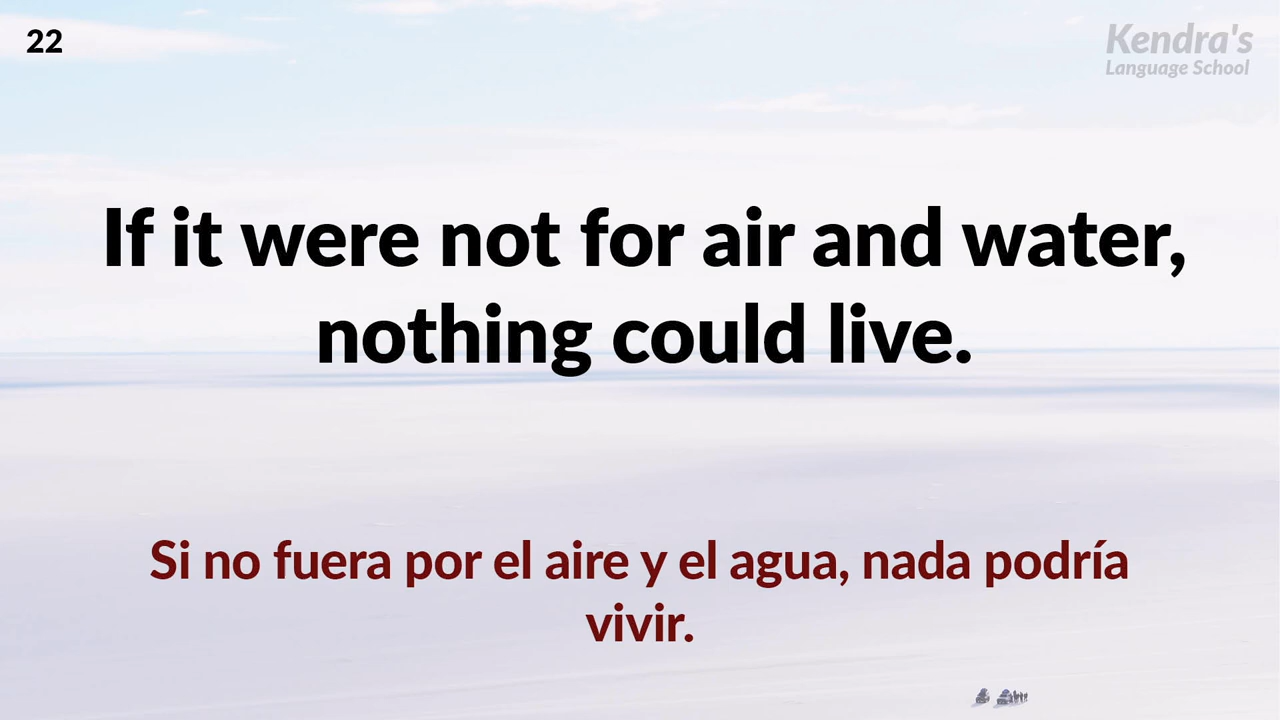 22
Kendra's
Language School
If it were not for air and water,
nothing could live.
Si no fuera por el aire y el agua, nada podría
vivir.